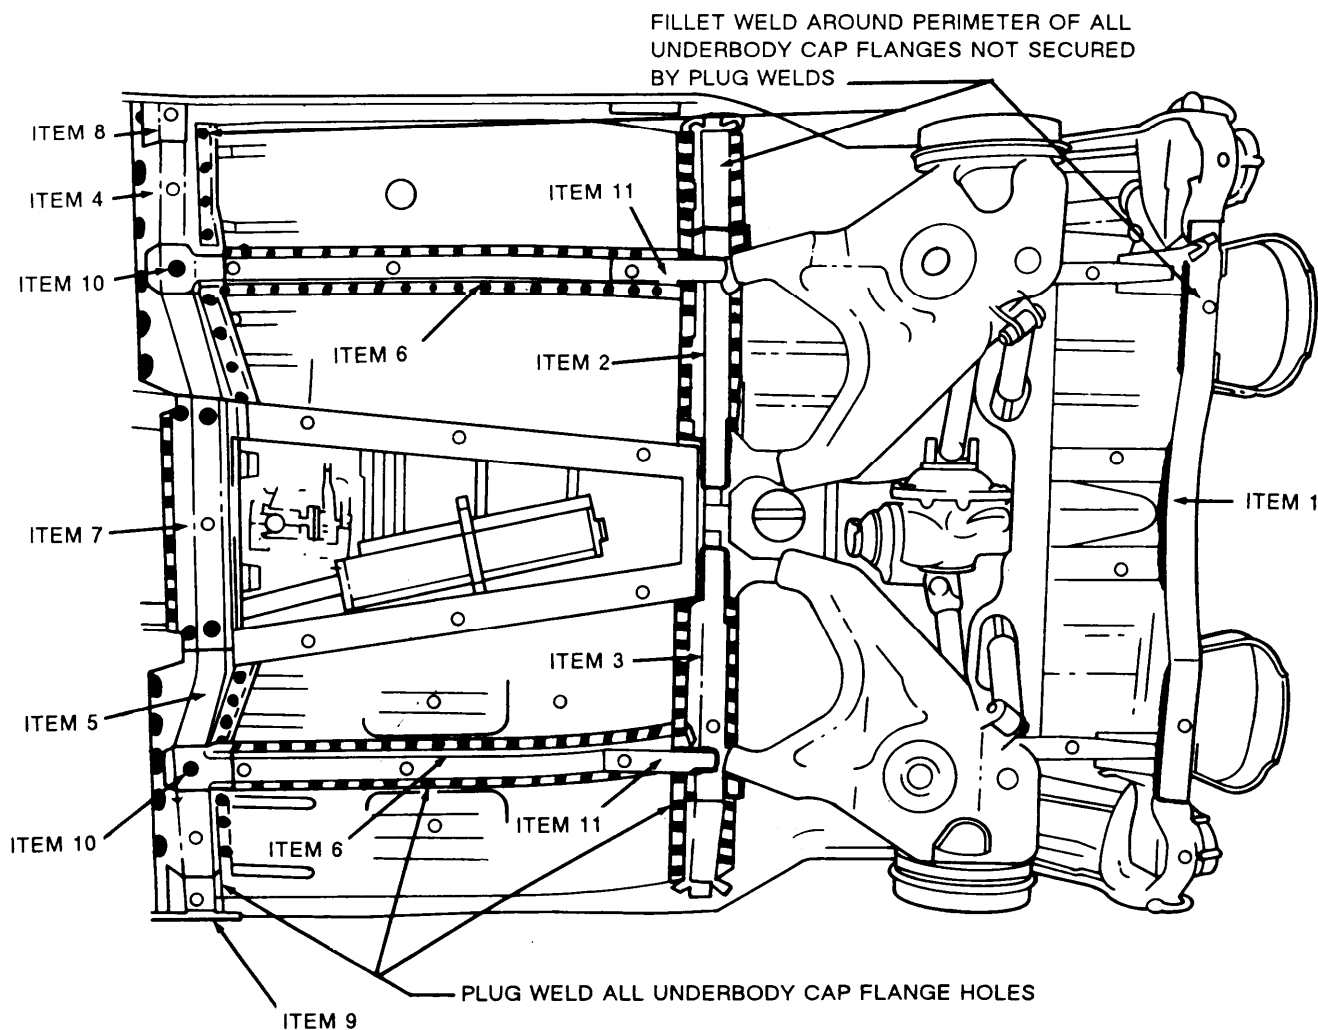 FILLET WELD AROUND PERIMETER OF ALL
UNDERBODY CAP FLANGES NOT SECURED
BY PLUG WELDS
ITEM 8
ITEM 4
ITEM 11
ITEM 10
ITEM 6
ITEM 2
ITEM 1
ITEM 7
ITEM 3
ITEM 5
ITEM 11
ITEM 10
ITEM 6
PLUG WELD ALL UNDERBODY CAP FLANGE HOLES
ITEM 9